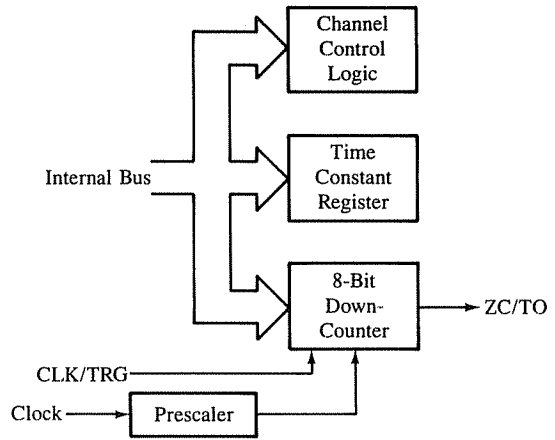 Channel
Control
Logic
Internal Bus
Time
Constant
Register
8-Bit
Down-
Counter
ZC/TO
CLK/TRG
Clock
Prescaler